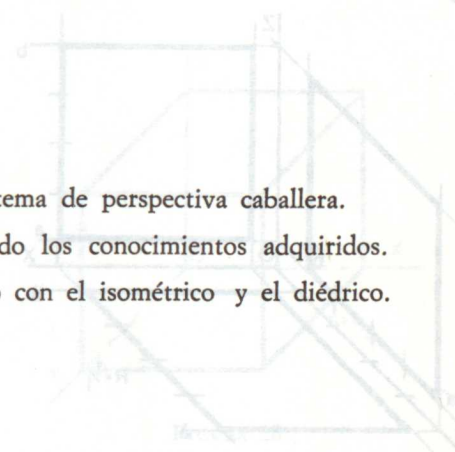 tema de perspectiva caballera.
do los conocimientos adquiridos.
con el isométrico y el diédrico.